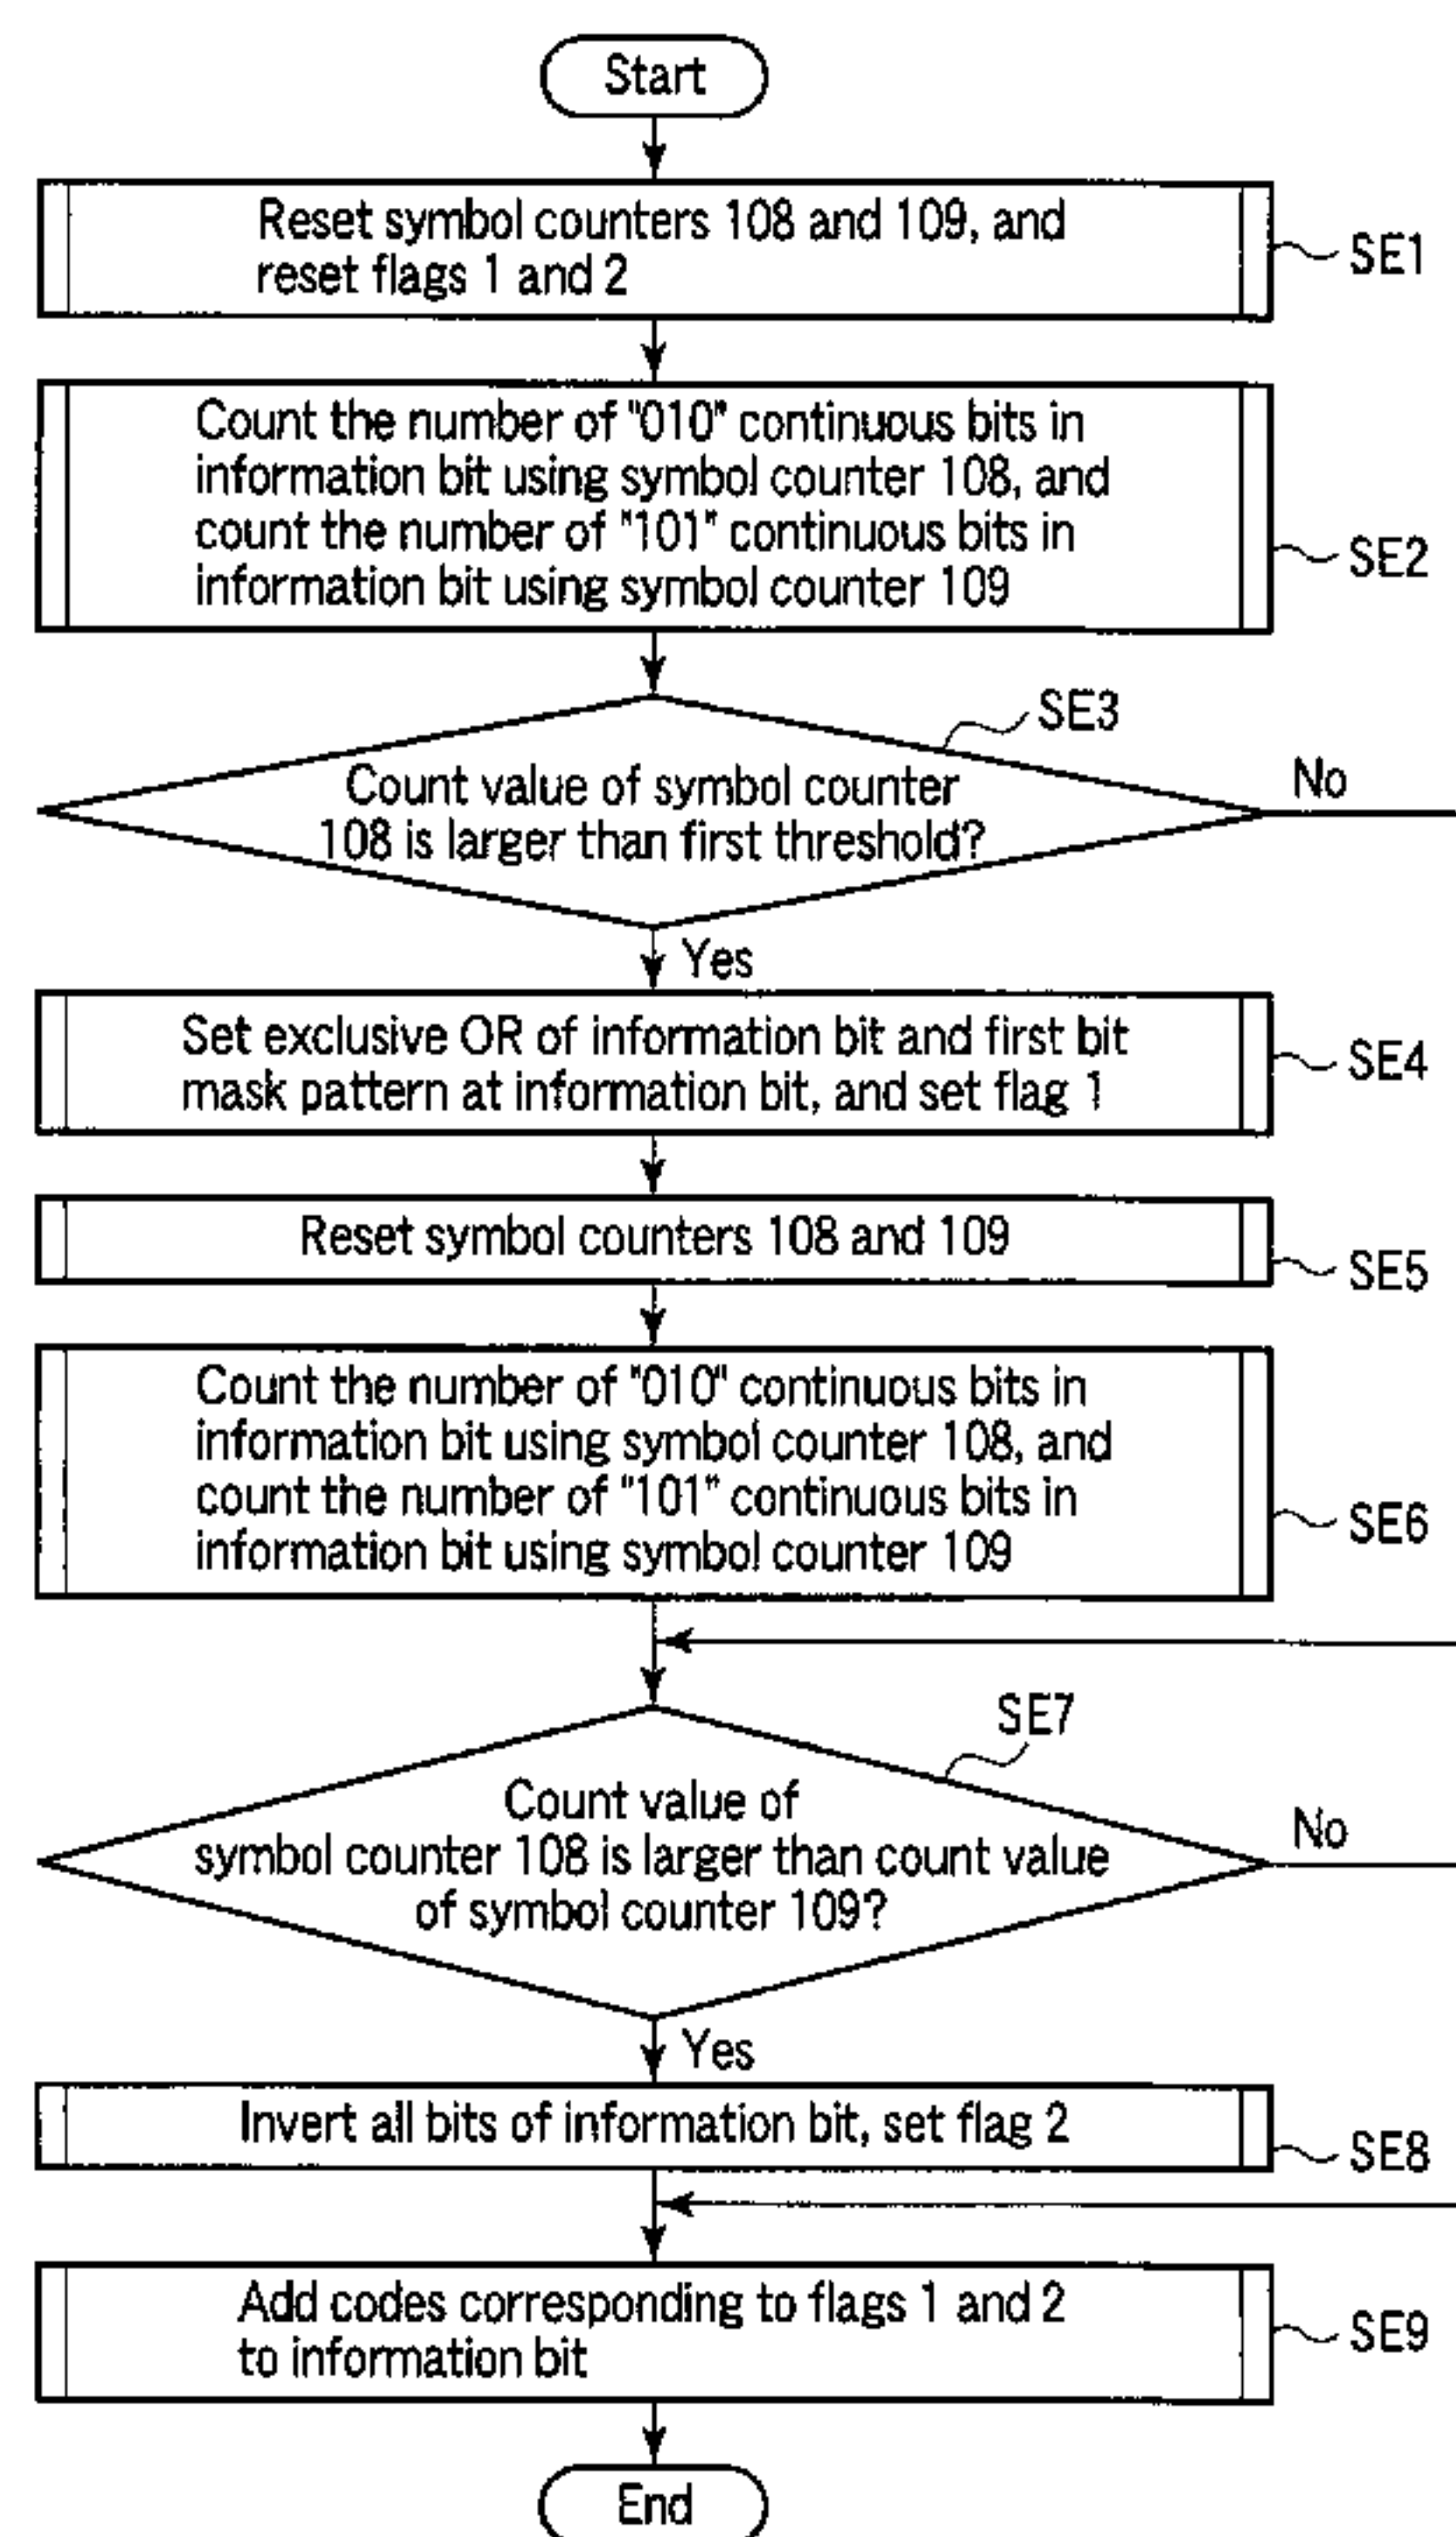 Start
Reset symbol counters 108 and 109, and
reset flags 1 and 2
SE1
Count the number of "010" continuous bits in
information bit using symbol counter 108, and
count the number of "101" continuous bits in
information bit using symbol counter 109
SE2
SE3
Count value of symbol counter
108 is larger than first threshold?
No
Yes
Set exclusive OR of information bit and first bit
mask pattern at information bit, and set flag 1
SE4
Reset symbol counters 108 and 109
SE5
Count the number of "010" continuous bits in
information bit using symbol counter 108, and
count the number of "101" continuous bits in
information bit using symbol counter 109
SE6
SE7
Count value of
symbol counter 108 is larger than count value
of symbol counter 109?
No
Yes
Invert all bits of information bit, set flag 2
SE8
Add codes corresponding to flags 1 and 2
to information bit
SE9
End